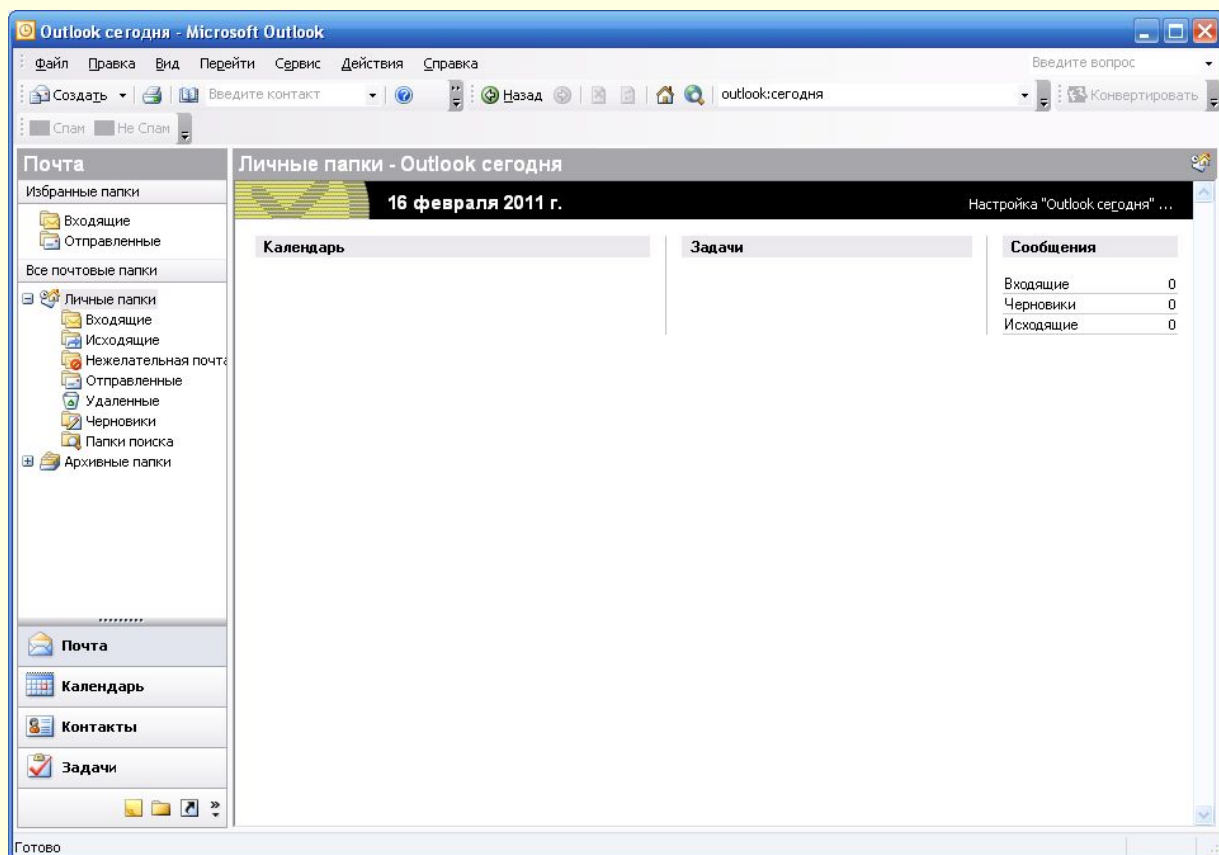 Outlook сегодня - Microsoft Outlook
Файл Правка Вид Перейти Сервис Действия Справка Введите вопрос
Создать Введите контакт Назад outlook:сегодня Конвертировать
Спам Не Спам
Почта
Избранные папки
Входящие
Отправленные
Все почтовые папки
Личные папки
Входящие
Исходящие
Нежелательная почта
Отправленные
Удаленные
Черновики
Папки поиска
Архивные папки
Почта
Календарь
Контакты
Задачи
Личные папки - Outlook сегодня
16 февраля 2011 г. Настройка "Outlook сегодня" ...
Календарь Задачи Сообщения
Входящие 0
Черновики 0
Исходящие 0
Готово